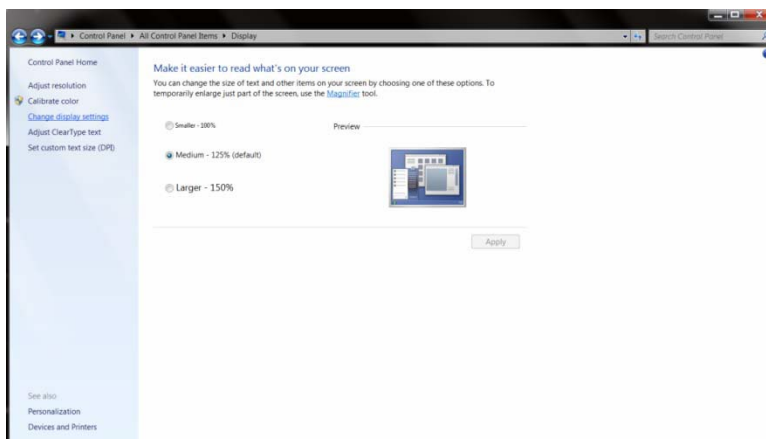 Control Panel ▸ All Control Panel Items ▸ Display
Search Control Panel
Control Panel Home
Adjust resolution
Calibrate color
Change display settings
Adjust ClearType text
Set custom text size (DPI)
Make it easier to read what's on your screen
You can change the size of text and other items on your screen by choosing one of these options. To
temporarily enlarge just part of the screen, use the Magnifier tool.
Smaller - 100%
Preview
Medium - 125% (default)
Larger - 150%
Apply
See also
Personalization
Devices and Printers